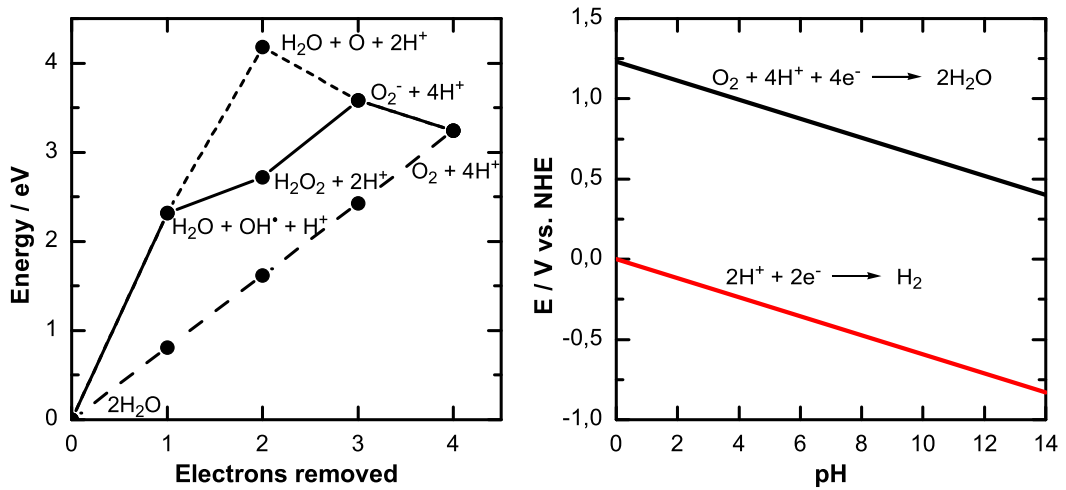 Energy / eV
4
3
2
1
0
H₂O + O + 2H⁺
O₂⁻ + 4H⁺
O₂ + 4H⁺
H₂O₂ + 2H⁺
H₂O + OH• + H⁺
2H₂O
0 1 2 3 4
Electrons removed
E / V vs. NHE
1,5
1,0
0,5
0,0
-0,5
-1,0
O₂ + 4H⁺ + 4e⁻ ⟶ 2H₂O
2H⁺ + 2e⁻ ⟶ H₂
0 2 4 6 8 10 12 14
pH